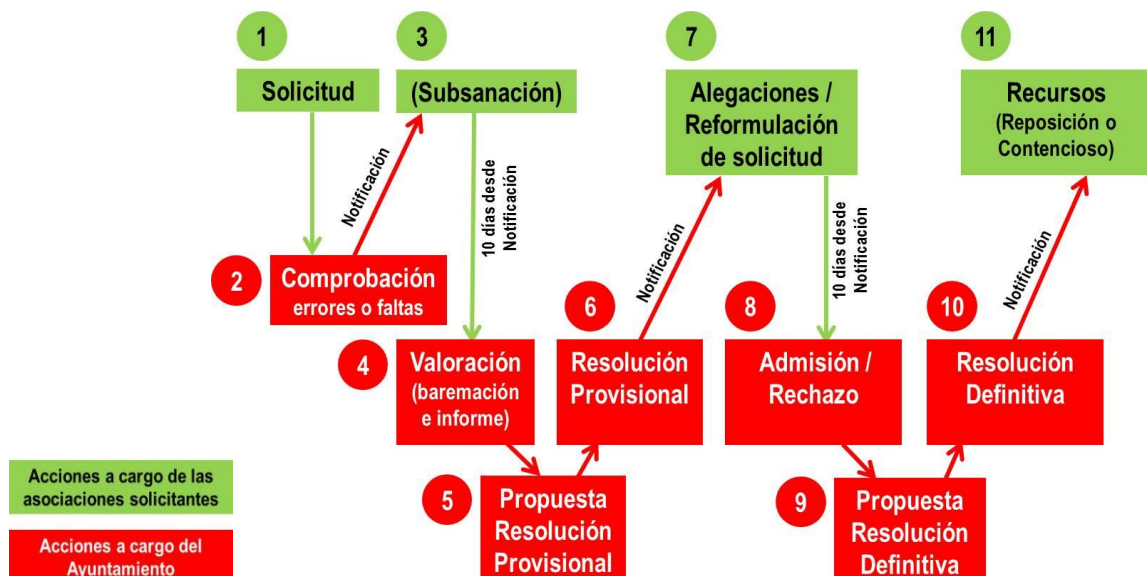 1
Solicitud
Notificación
2
Comprobación
errores o faltas
3
(Subsanación)
10 días desde
Notificación
4
Valoración
(baremación
e informe)
5
Propuesta
Resolución
Provisional
6
Resolución
Provisional
Notificación
7
Alegaciones /
Reformulación
de solicitud
10 días desde
Notificación
8
Admisión /
Rechazo
9
Propuesta
Resolución
Definitiva
10
Resolución
Definitiva
Notificación
11
Recursos
(Reposición o
Contencioso)
Acciones a cargo de las
asociaciones solicitantes
Acciones a cargo del
Ayuntamiento